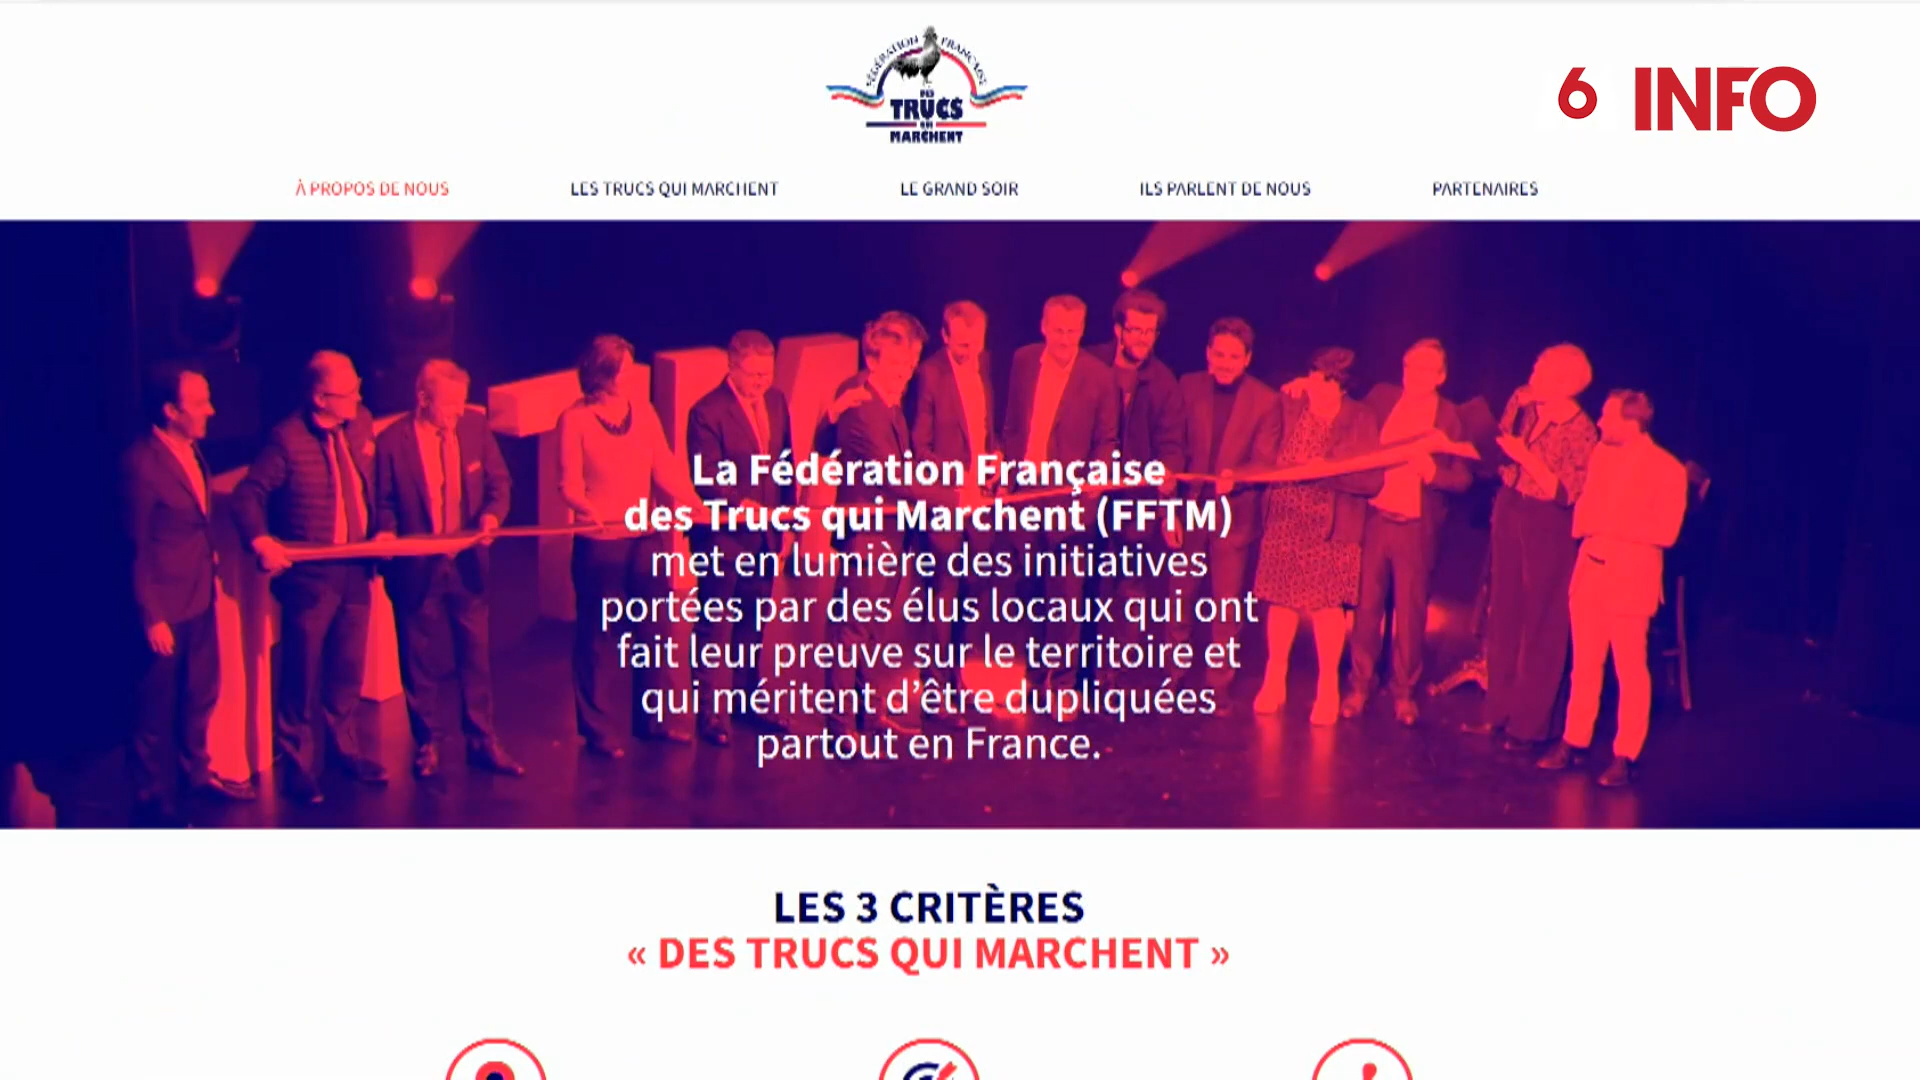 FÉDÉRATION FRANÇAISE
DES
TRUCS
QUI
MARCHENT
6 INFO
À PROPOS DE NOUS
LES TRUCS QUI MARCHENT
LE GRAND SOIR
ILS PARLENT DE NOUS
PARTENAIRES
La Fédération Française
des Trucs qui Marchent (FFTM)
met en lumière des initiatives
portées par des élus locaux qui ont
fait leur preuve sur le territoire et
qui méritent d’être dupliquées
partout en France.
LES 3 CRITÈRES
« DES TRUCS QUI MARCHENT »